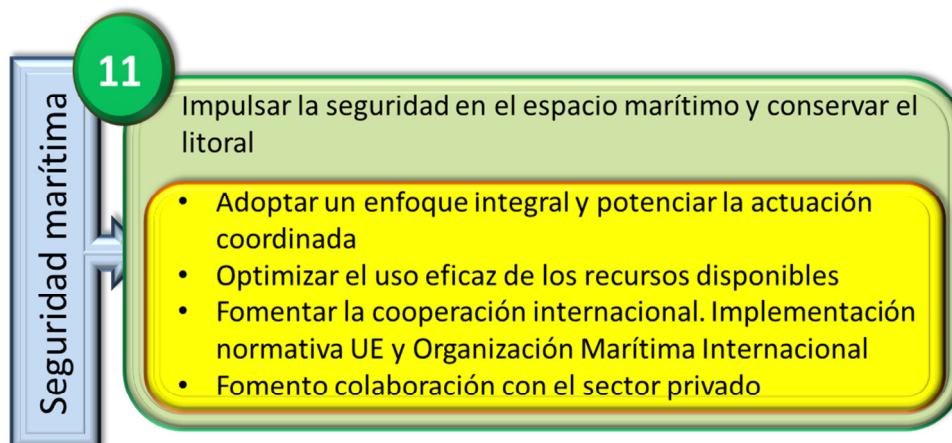 11
Seguridad marítima
Impulsar la seguridad en el espacio marítimo y conservar el
litoral
• Adoptar un enfoque integral y potenciar la actuación
coordinada
• Optimizar el uso eficaz de los recursos disponibles
• Fomentar la cooperación internacional. Implementación
normativa UE y Organización Marítima Internacional
• Fomento colaboración con el sector privado